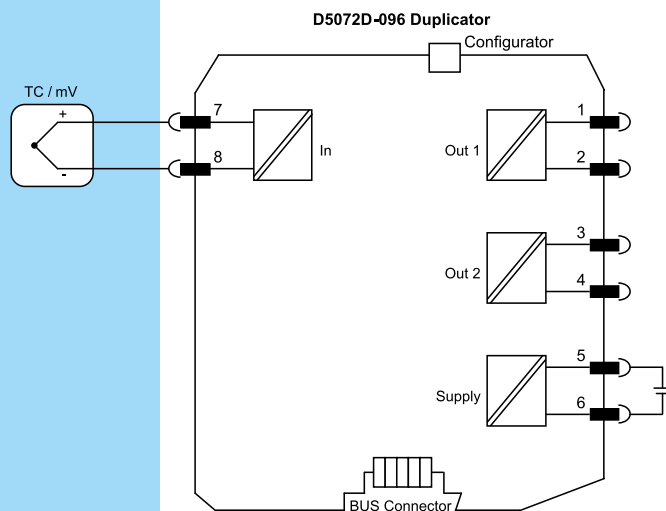 D5072D-096 Duplicator
Configurator
TC / mV
+
-
7
8
In
1
2
Out 1
3
4
Out 2
5
6
Supply
BUS Connector